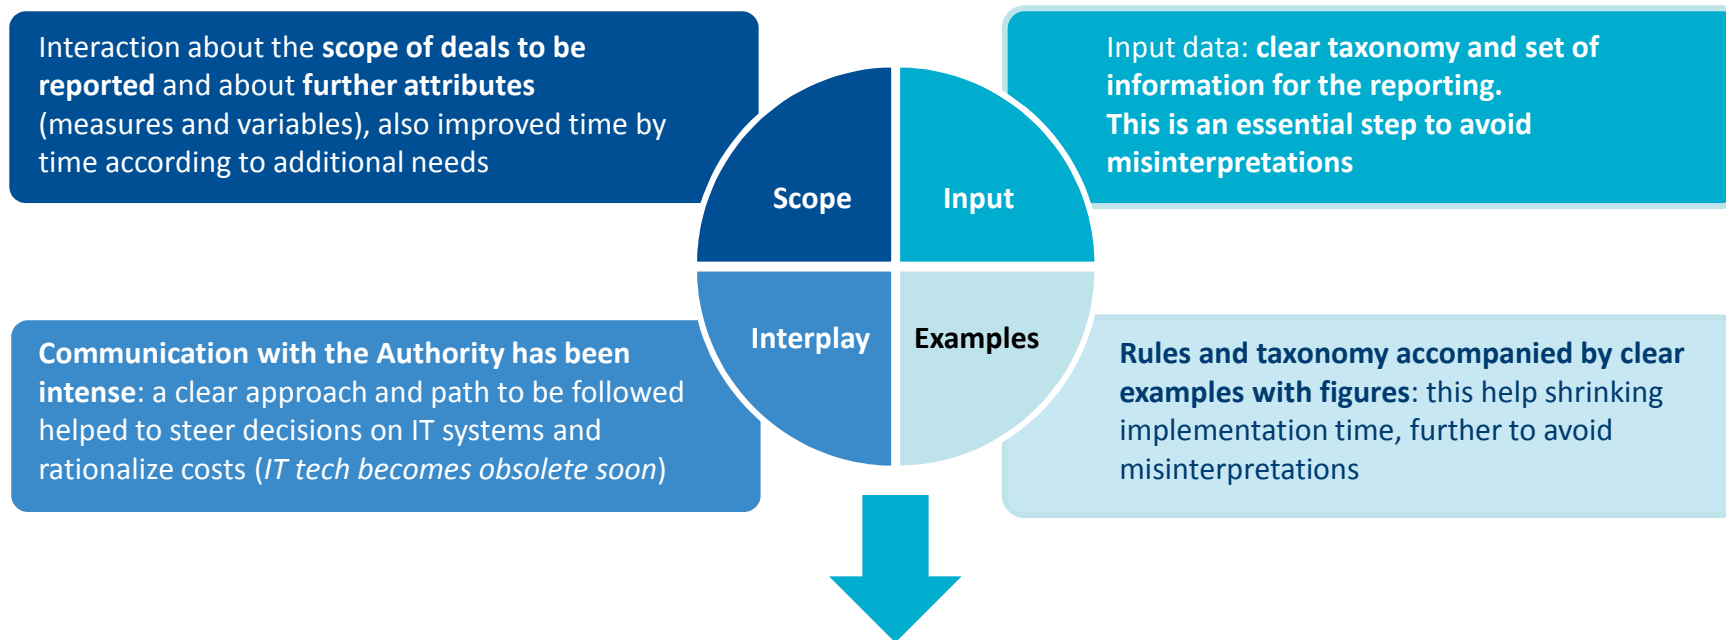 Interaction about the scope of deals to be
reported and about further attributes
(measures and variables), also improved time by
time according to additional needs
Input data: clear taxonomy and set of
information for the reporting.
This is an essential step to avoid
misinterpretations
Scope
Input
Interplay
Examples
Communication with the Authority has been
intense: a clear approach and path to be followed
helped to steer decisions on IT systems and
rationalize costs (IT tech becomes obsolete soon)
Rules and taxonomy accompanied by clear
examples with figures: this help shrinking
implementation time, further to avoid
misinterpretations